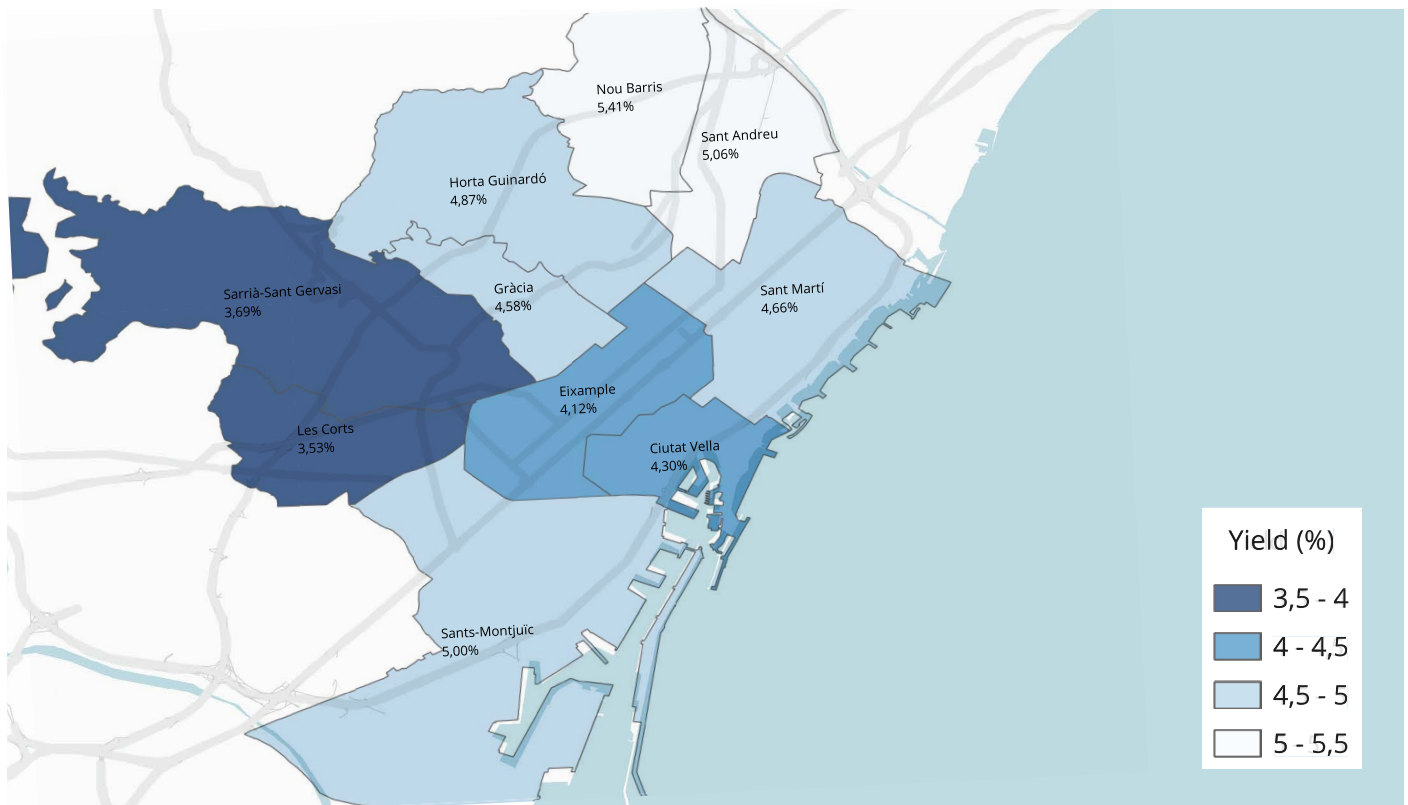 Nou Barris
5,41%
Sant Andreu
5,06%
Horta Guinardó
4,87%
Sarrià-Sant Gervasi
3,69%
Gràcia
4,58%
Sant Martí
4,66%
Eixample
4,12%
Les Corts
3,53%
Ciutat Vella
4,30%
Sants-Montjuïc
5,00%
Yield (%)
3,5 - 4
4 - 4,5
4,5 - 5
5 - 5,5